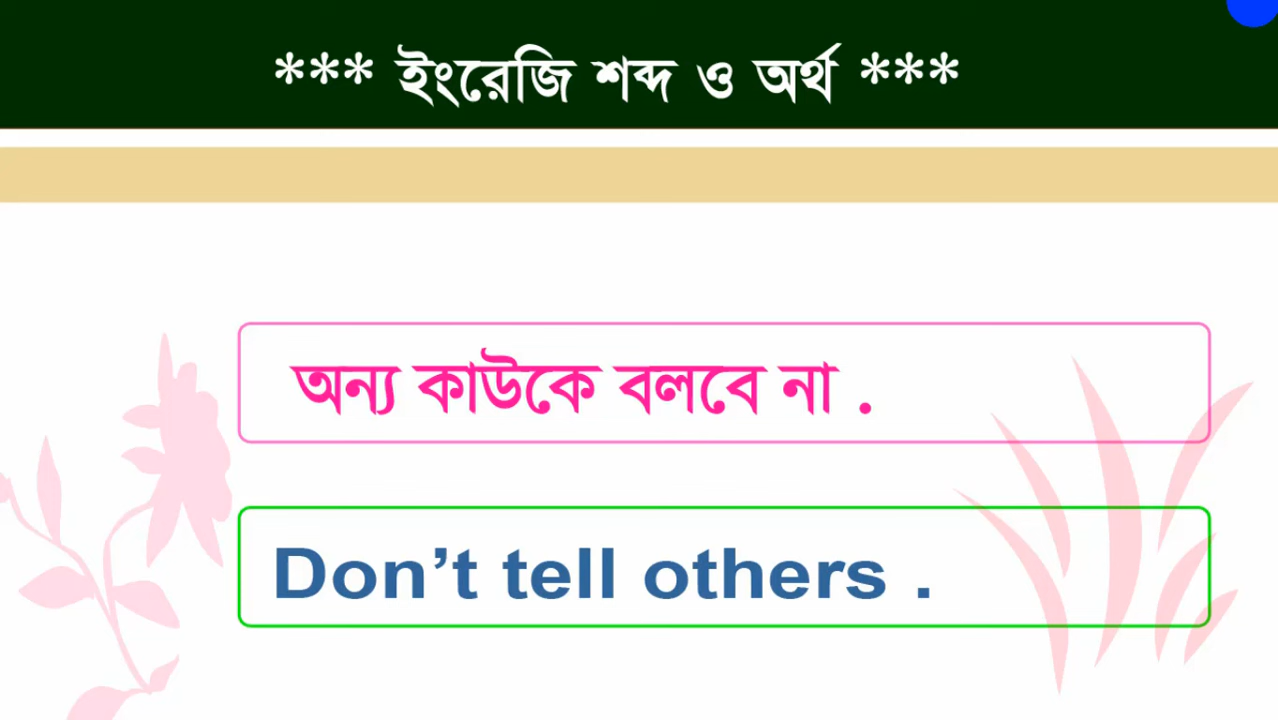 *** ইংরেজি শব্দ ও অর্থ ***
অন্য কাউকে বলবে না .
Don’t tell others .